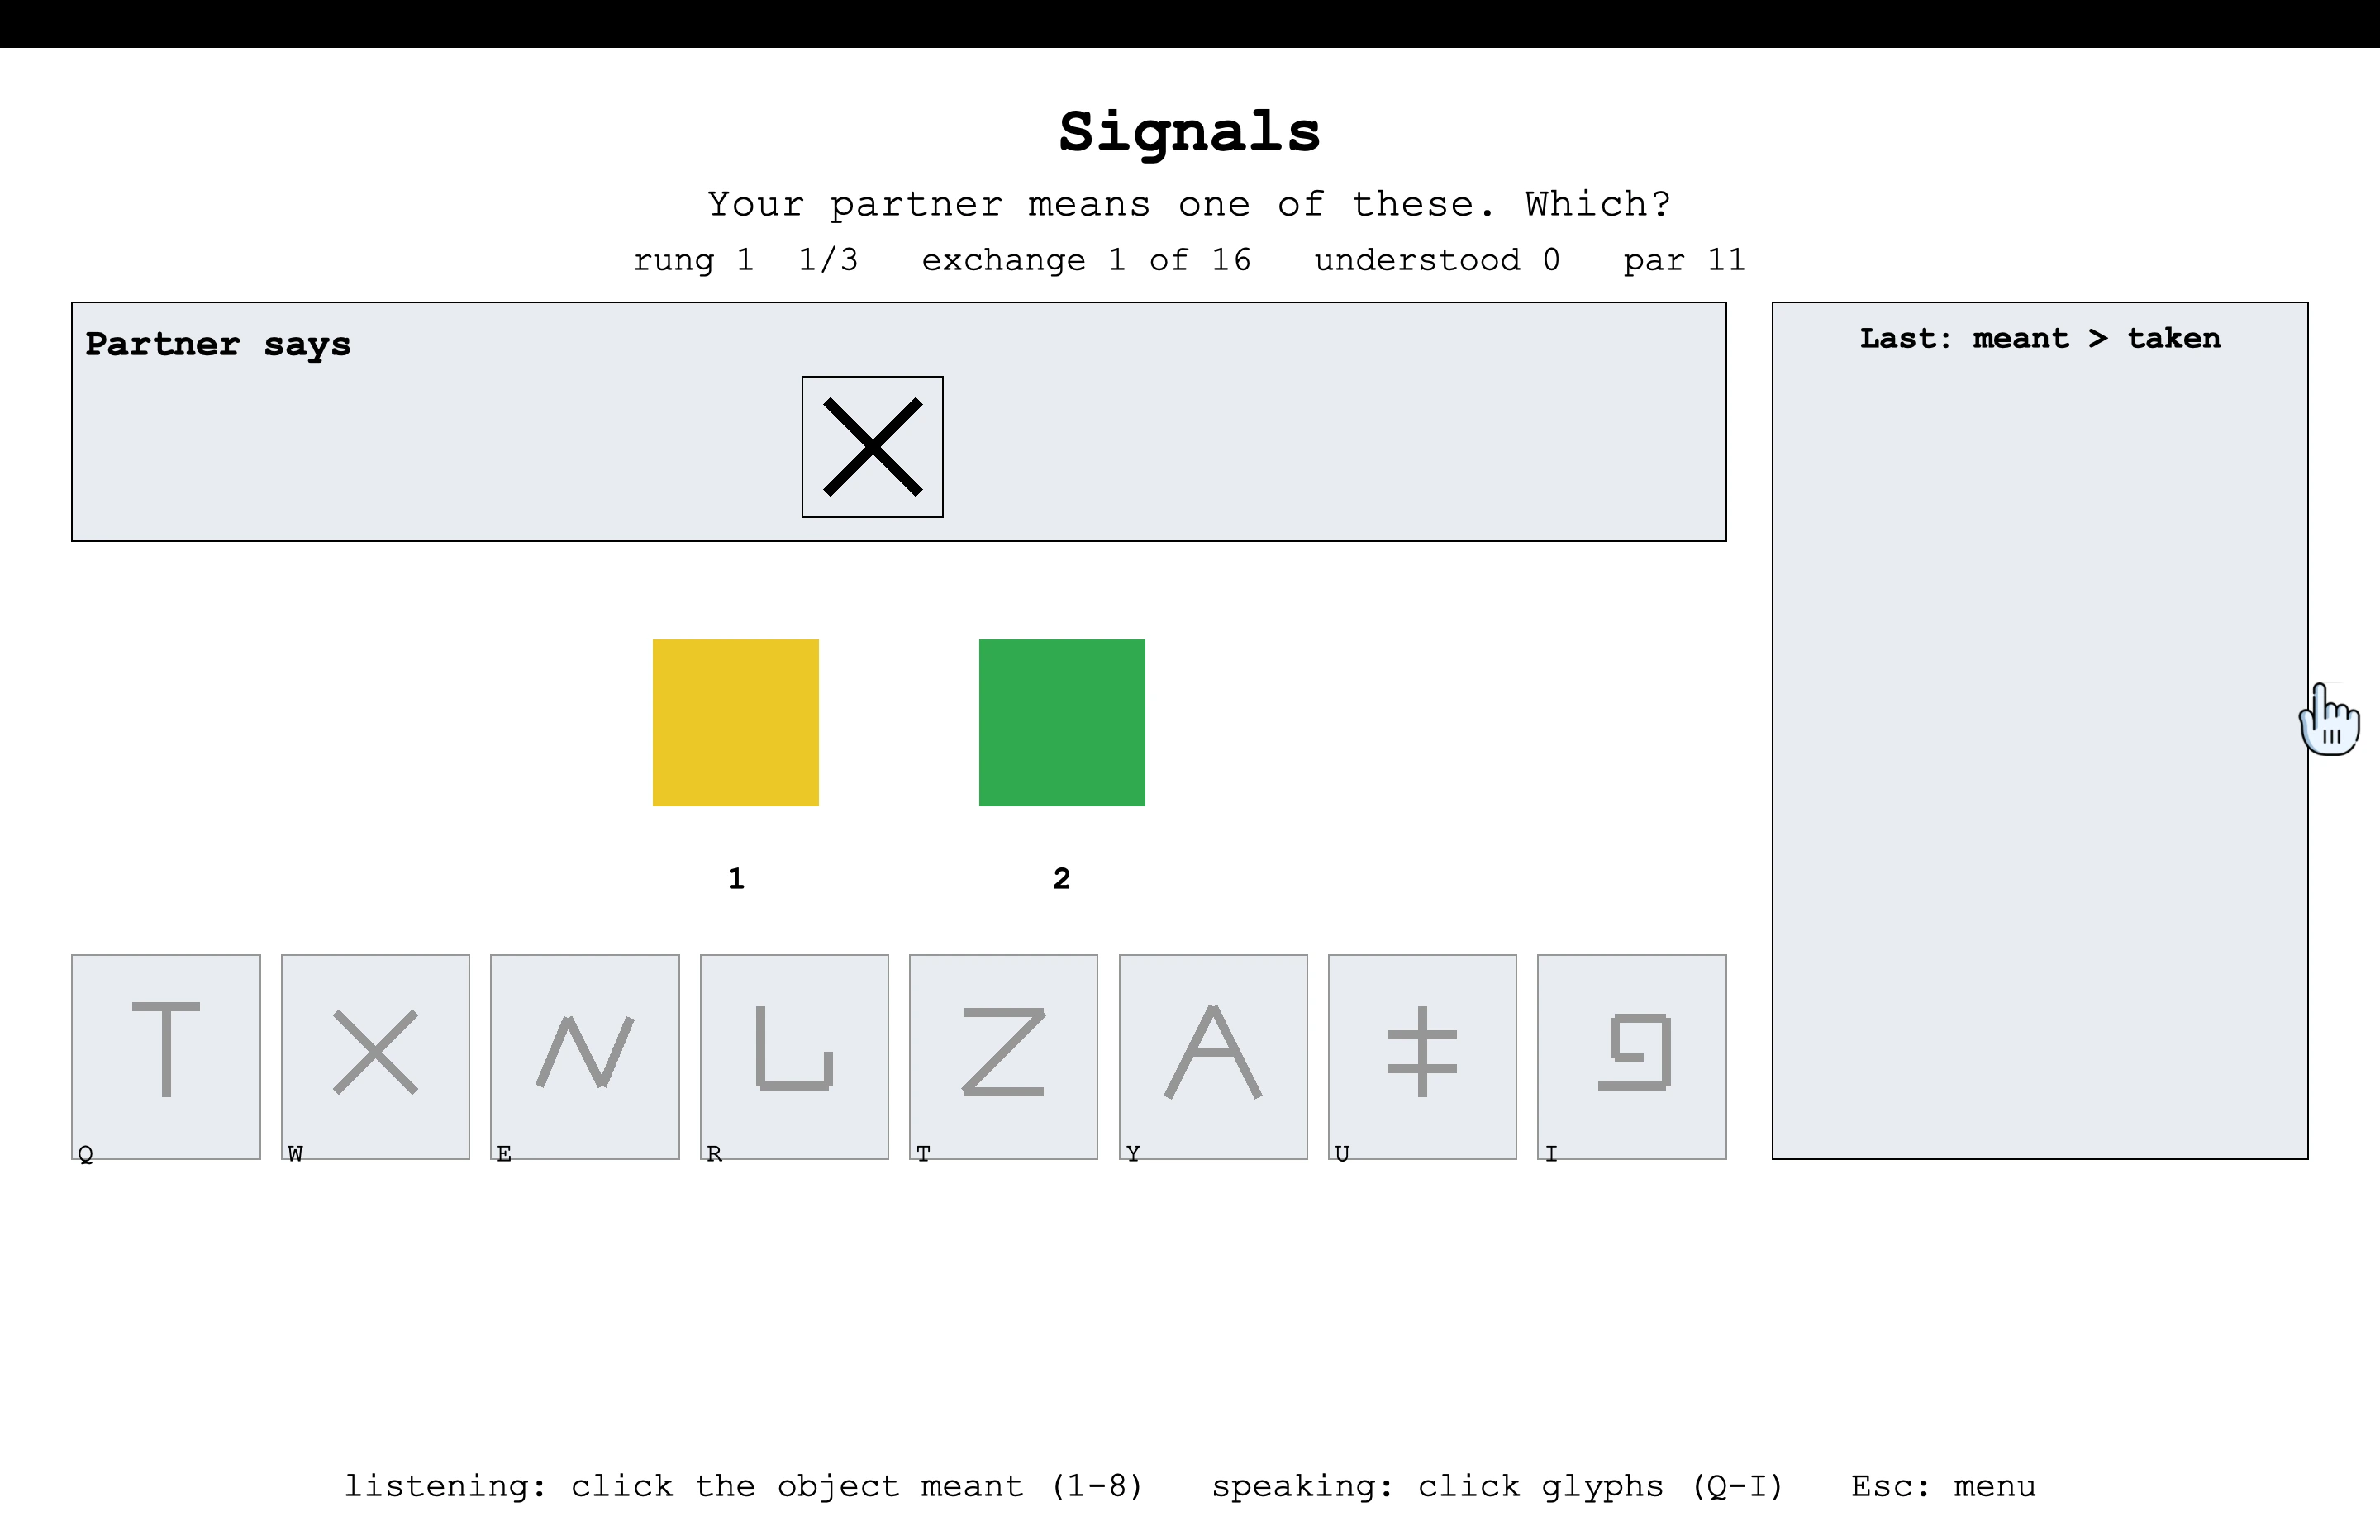 Signals
Your partner means one of these. Which?
rung 1  1/3   exchange 1 of 16   understood 0   par 11
Partner says
Last: meant > taken
1
2
Q
W
E
R
T
Y
U
I
listening: click the object meant (1-8)   speaking: click glyphs (Q-I)   Esc: menu